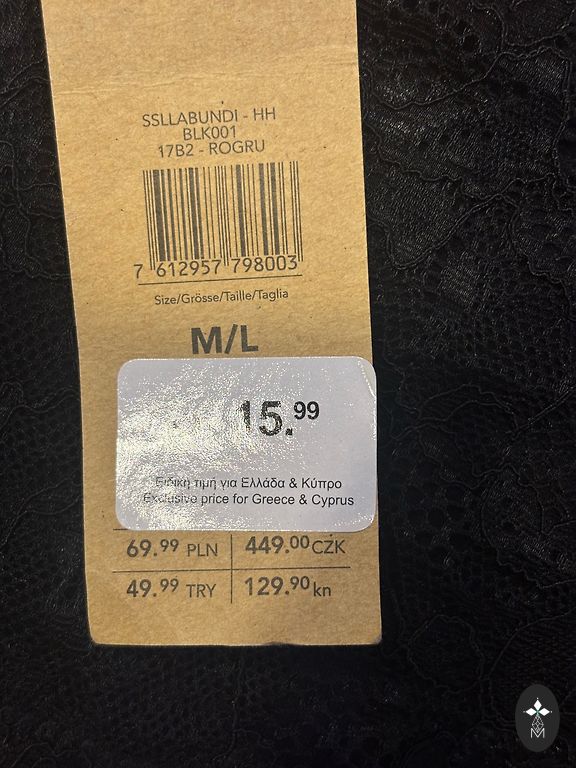 SSLLABUNDI - HH
BLK001
17B2 - ROGRU
7 612957 798003
Size/Grösse/Taille/Taglia
M/L
15.99
Ειδική τιμή για Ελλάδα & Κύπρο
Exclusive price for Greece & Cyprus
69.99 PLN 449.00 CZK
49.99 TRY 129.90 kn